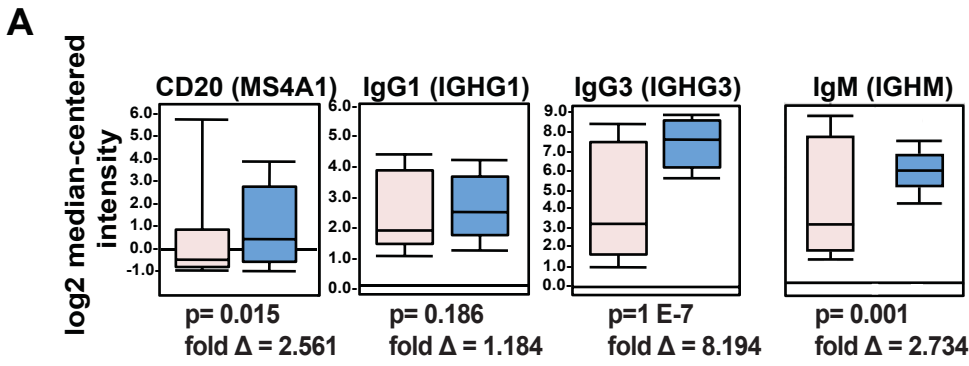 A
log2 median-centered
intensity
CD20 (MS4A1)
6.0
5.0
4.0
3.0
2.0
1.0
0.0
-1.0
p= 0.015
fold Δ = 2.561
IgG1 (IGHG1)
6.0
4.0
3.0
2.0
1.0
0.0
p= 0.186
fold Δ = 1.184
IgG3 (IGHG3)
9.0
8.0
7.0
6.0
5.0
4.0
3.0
2.0
1.0
0.0
p=1 E-7
fold Δ = 8.194
IgM (IGHM)
p= 0.001
fold Δ = 2.734